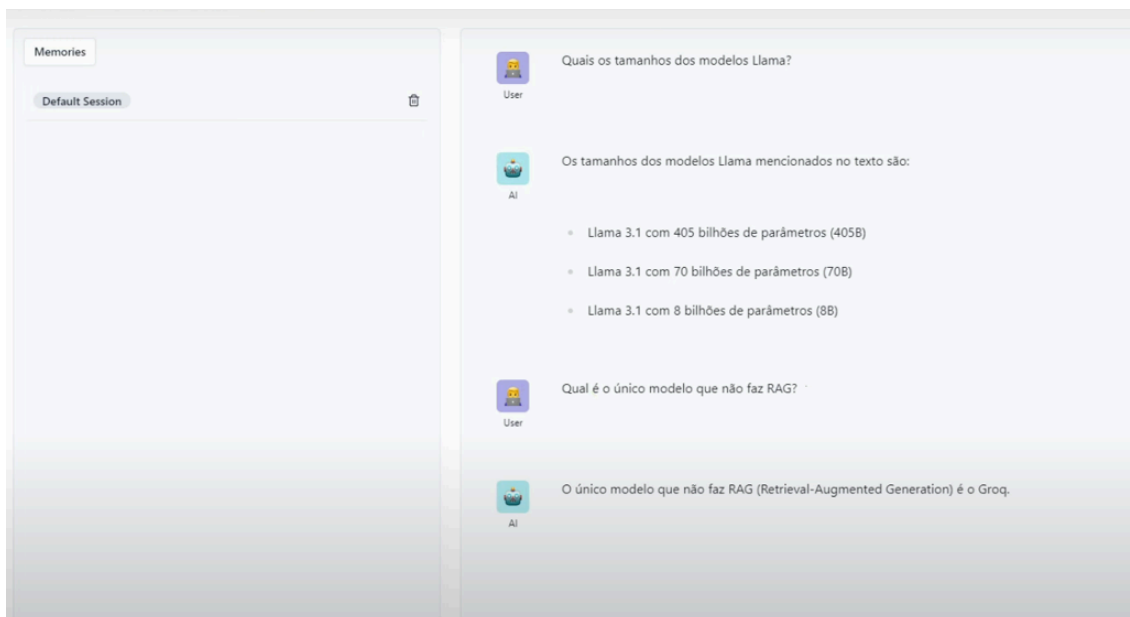 Memories
Default Session
Quais os tamanhos dos modelos Llama?
User
Os tamanhos dos modelos Llama mencionados no texto são:
AI
Llama 3.1 com 405 bilhões de parâmetros (405B)
Llama 3.1 com 70 bilhões de parâmetros (70B)
Llama 3.1 com 8 bilhões de parâmetros (8B)
Qual é o único modelo que não faz RAG?
User
O único modelo que não faz RAG (Retrieval-Augmented Generation) é o Groq.
AI